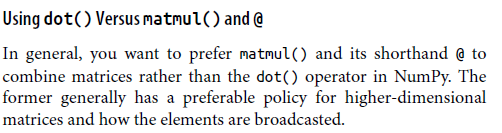 Using dot() Versus matmul() and @
In general, you want to prefer matmul() and its shorthand @ to
combine matrices rather than the dot() operator in NumPy. The
former generally has a preferable policy for higher-dimensional
matrices and how the elements are broadcasted.